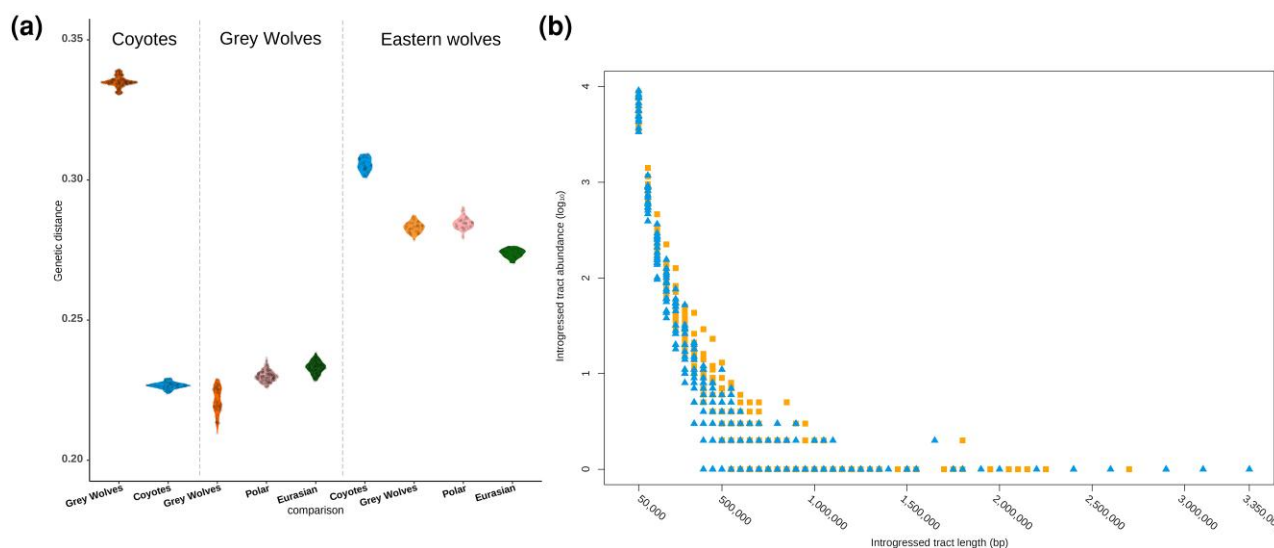 (a)
Coyotes
Grey Wolves
Eastern wolves
0.35
0.30
0.25
0.20
Genetic distance
Grey Wolves
Coyotes
Grey Wolves
Polar
Eurasian
Coyotes
Grey Wolves
Polar
Eurasian
comparison
(b)
4
3
2
1
0
Introgressed tract abundance (log₁₀)
50,000
500,000
1,000,000
1,500,000
2,000,000
2,500,000
3,000,000
3,350,00
Introgressed tract length (bp)